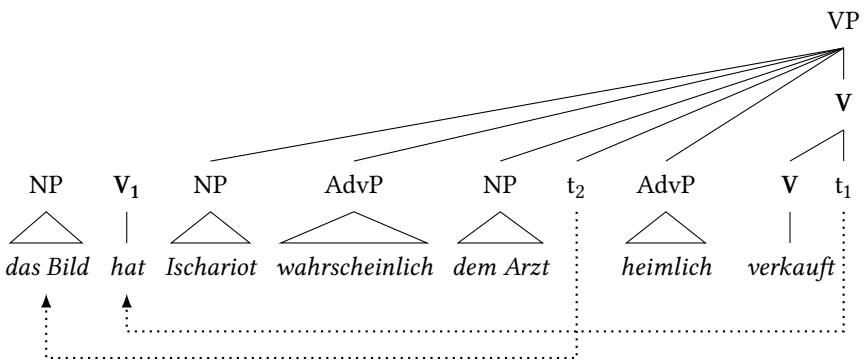 VP
V
NP V₁ NP AdvP NP t₂ AdvP V t₁
das Bild hat Ischariot wahrscheinlich dem Arzt heimlich verkauft